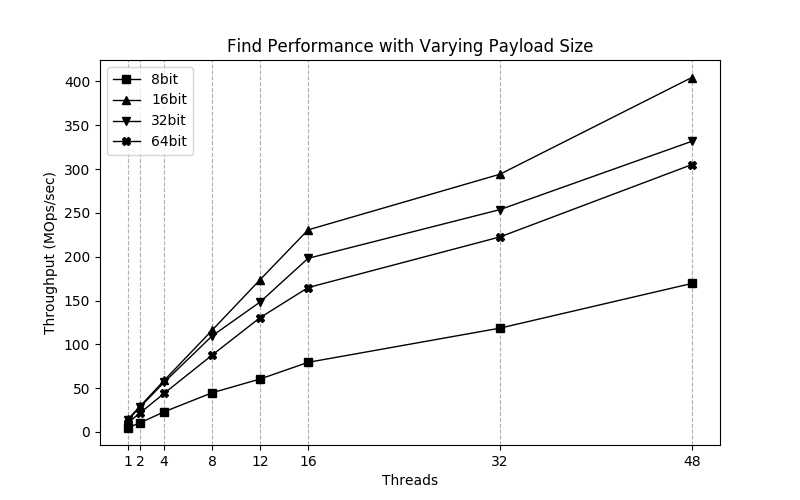 Find Performance with Varying Payload Size
8bit
16bit
32bit
64bit
Throughput (MOps/sec)
400
350
300
250
200
150
100
50
0
1 2 4 8 12 16 32 48
Threads